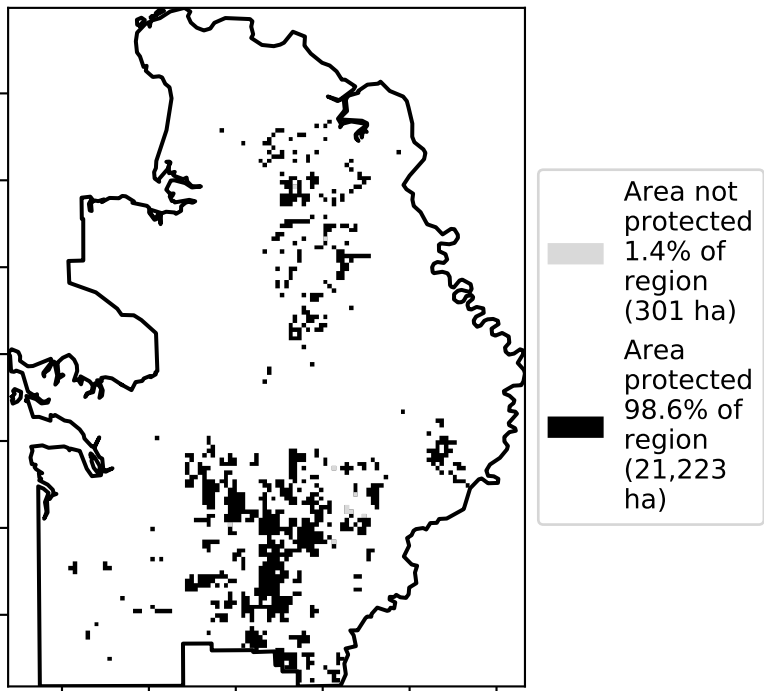 Area not
protected
1.4% of
region
(301 ha)
Area
protected
98.6% of
region
(21,223
ha)